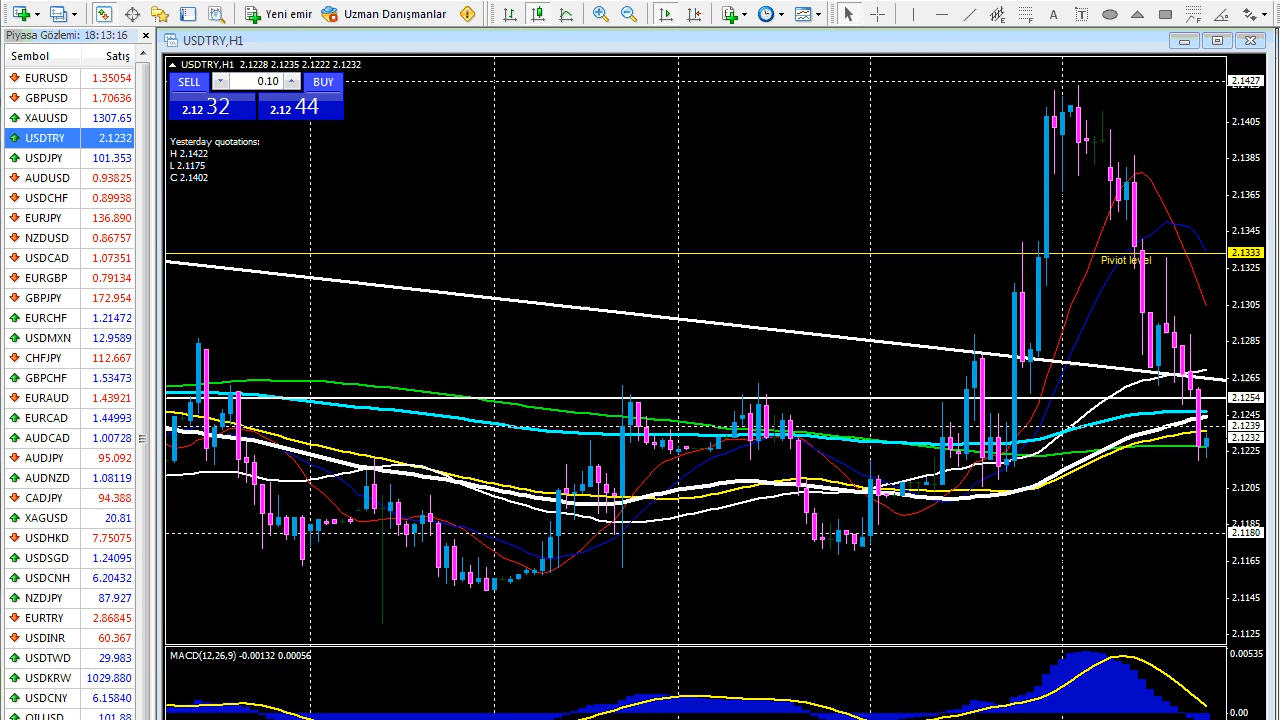 Yeni emir Uzman Danışmanlar
Piyasa Gözlemi: 18:13:16
Sembol Satış
EURUSD 1.35054
GBPUSD 1.70636
XAUUSD 1307.65
USDTRY 2.1232
USDJPY 101.353
AUDUSD 0.93825
USDCHF 0.89938
EURJPY 136.890
NZDUSD 0.86757
USDCAD 1.07351
EURGBP 0.79134
GBPJPY 172.954
EURCHF 1.21472
USDMXN 12.9589
CHFJPY 112.667
GBPCHF 1.53473
EURAUD 1.43921
EURCAD 1.44993
AUDCAD 1.00728
AUDJPY 95.092
AUDNZD 1.08119
CADJPY 94.388
XAGUSD 20.81
USDHKD 7.75075
USDSGD 1.24095
USDCNH 6.20432
NZDJPY 87.927
EURTRY 2.86845
USDINR 60.367
USDTWD 29.983
USDKRW 1029.880
USDCNY 6.15840
OILUSD 101.88
USDTRY,H1
USDTRY,H1 2.1228 2.1235 2.1222 2.1232
SELL 0.10 BUY
2.12 32 2.12 44
Yesterday quotations:
H 2.1422
L 2.1175
C 2.1402
Piviot level
2.1427
2.1405
2.1385
2.1365
2.1345
2.1333
2.1325
2.1305
2.1285
2.1265
2.1254
2.1245
2.1239
2.1232
2.1225
2.1205
2.1180
2.1165
2.1145
2.1125
MACD(12,26,9) -0.00132 0.00056
0.00535
0.00